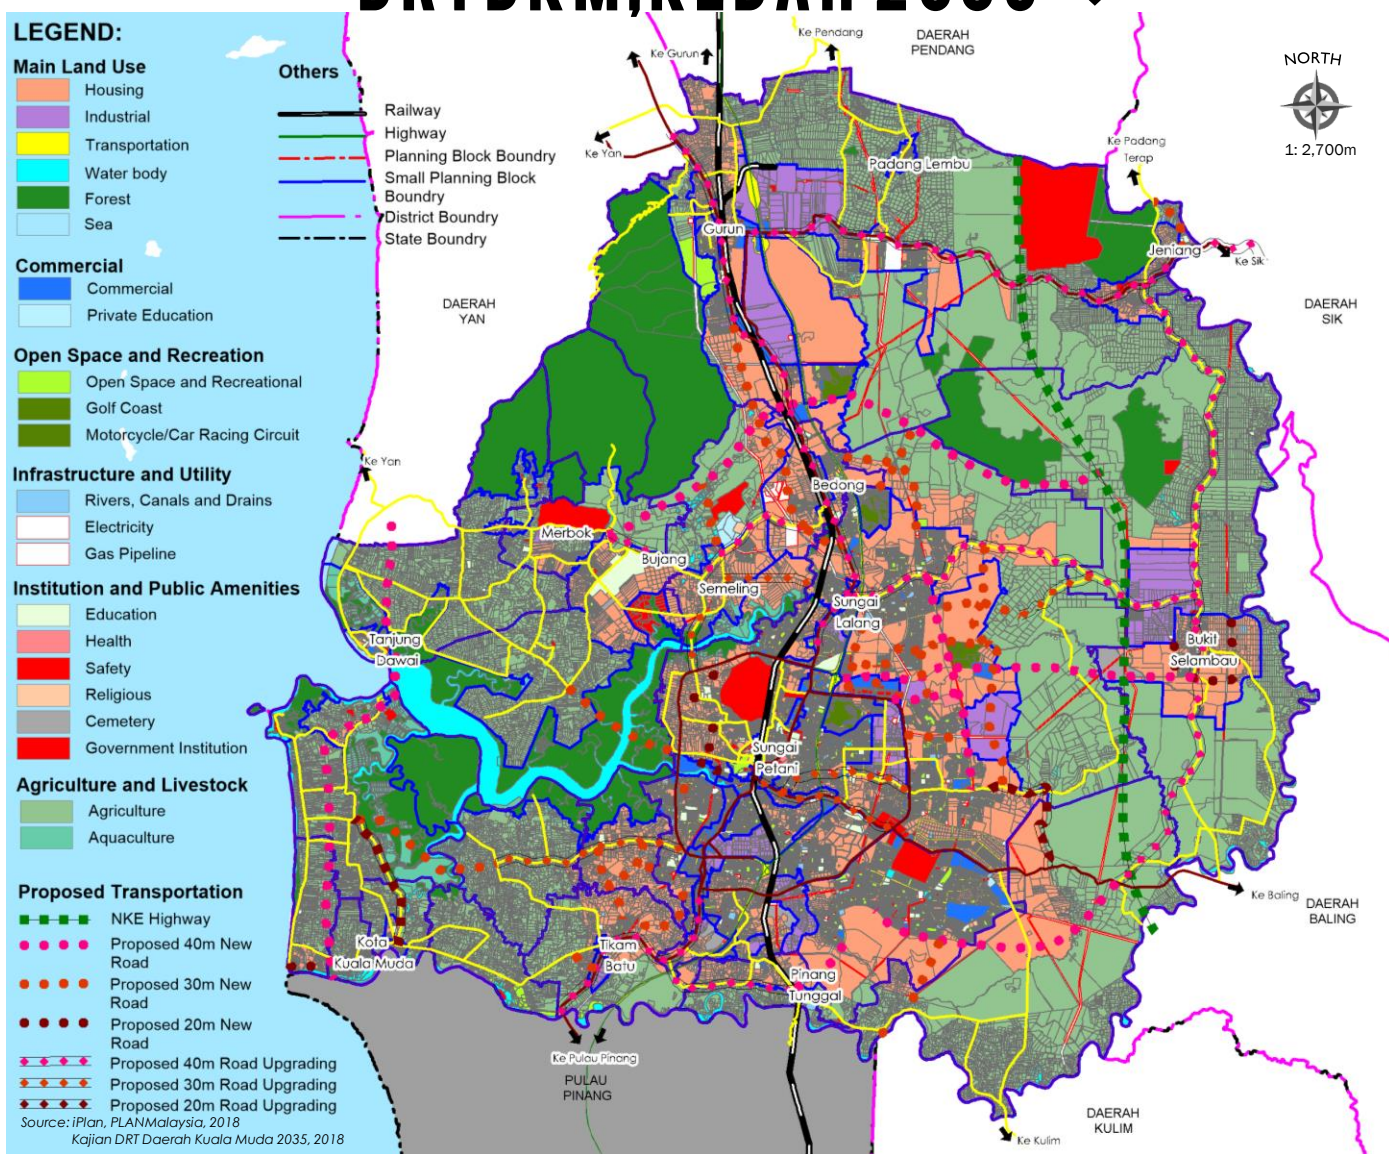 LEGEND:
Main Land Use
Housing
Industrial
Transportation
Water body
Forest
Sea
Commercial
Commercial
Private Education
Open Space and Recreation
Open Space and Recreational
Golf Coast
Motorcycle/Car Racing Circuit
Infrastructure and Utility
Rivers, Canals and Drains
Electricity
Gas Pipeline
Institution and Public Amenities
Education
Health
Safety
Religious
Cemetery
Government Institution
Agriculture and Livestock
Agriculture
Aquaculture
Proposed Transportation
NKE Highway
Proposed 40m New
Road
Proposed 30m New
Road
Proposed 20m New
Road
Proposed 40m Road Upgrading
Proposed 30m Road Upgrading
Proposed 20m Road Upgrading
Source: iPlan, PLANMalaysia, 2018
Kajian DRT Daerah Kuala Muda 2035, 2018
Others
Railway
Highway
Planning Block Boundry
Small Planning Block
Boundry
District Boundry
State Boundry
Ke Pendang
DAERAH
PENDANG
Ke Gurun
Ke Yan
NORTH
1: 2,700m
Ke Padang
Terap
Padang Lembu
Gurun
Jeniang
Ke Sik
DAERAH
YAN
DAERAH
SIK
Ke Yan
Bedong
Merbok
Bujang
Semeling
Sungai
Lalang
Tanjung
Dawai
Bukit
Selambau
Sungai
Petani
Ke Baling
DAERAH
BALING
Kota
Kuala Muda
Tikam
Batu
Pinang
Tunggal
Ke Pulau Pinang
PULAU
PINANG
DAERAH
KULIM
Ke Kulim